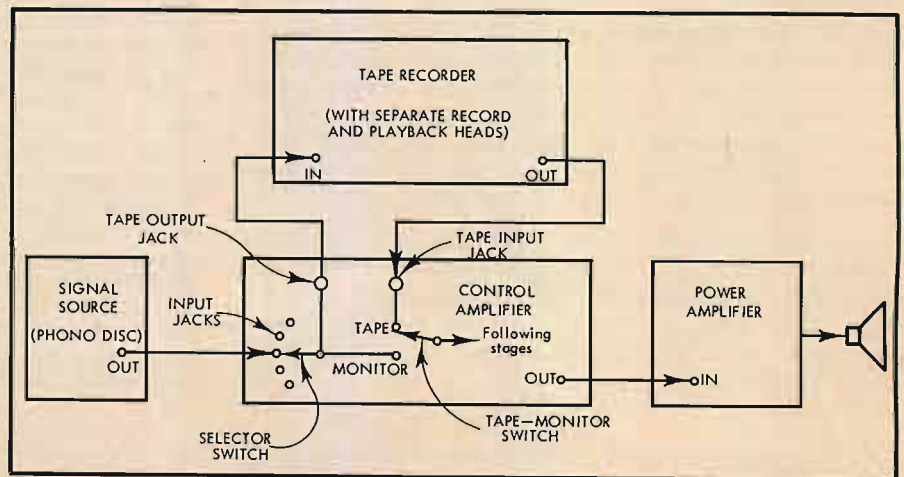 TAPE RECORDER
(WITH SEPARATE RECORD
AND PLAYBACK HEADS)
IN
OUT
TAPE OUTPUT
JACK
TAPE INPUT
JACK
SIGNAL
SOURCE
(PHONO DISC)
OUT
INPUT
JACKS
CONTROL
AMPLIFIER
TAPE
Following
stages
MONITOR
OUT
POWER
AMPLIFIER
IN
SELECTOR
SWITCH
TAPE—MONITOR
SWITCH